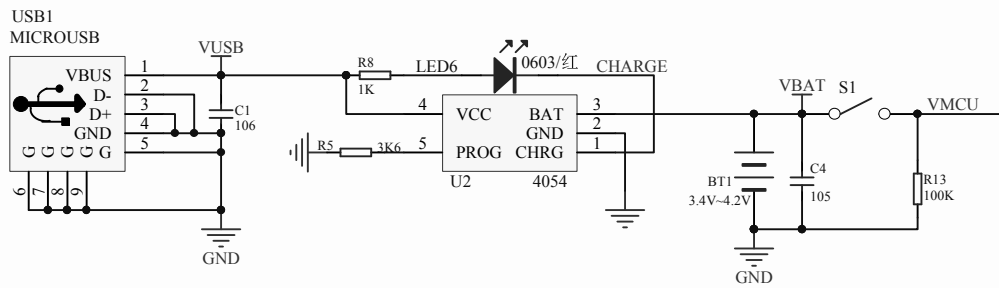 USB1
MICROUSB
VUSB
VBUS 1
D- 2
D+ 3
GND 4
G G G G G 5
6 7 8 9
C1
106
GND
R8
1K
LED6
0603/红
CHARGE
4 VCC BAT 3
GND 2
5 PROG CHRG 1
R5 3K6
U2 4054
VBAT
S1
VMCU
BT1
3.4V~4.2V
C4
105
R13
100K
GND